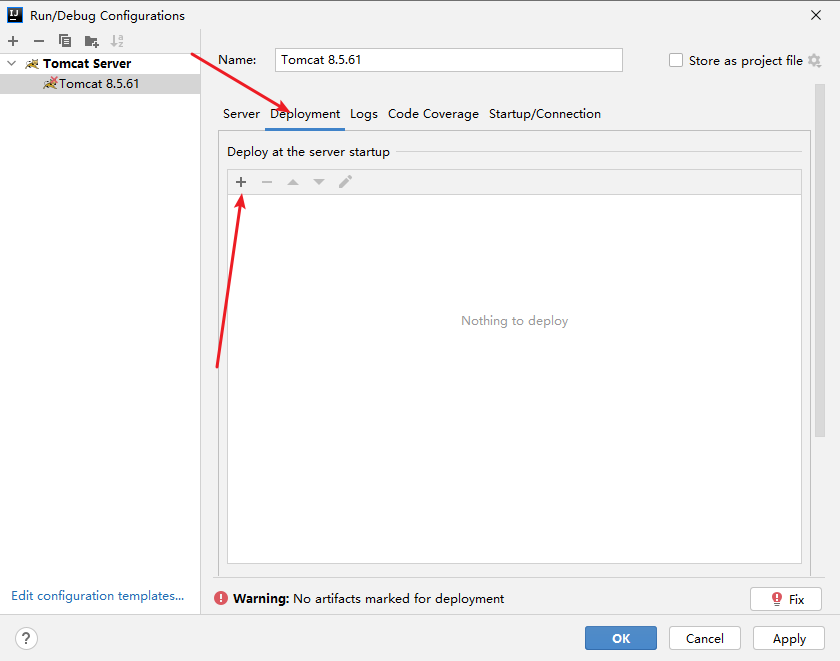 Run/Debug Configurations
Tomcat Server
Tomcat 8.5.61
Edit configuration templates...
Name: Tomcat 8.5.61 Store as project file
Server Deployment Logs Code Coverage Startup/Connection
Deploy at the server startup
Nothing to deploy
Warning: No artifacts marked for deployment Fix
? OK Cancel Apply